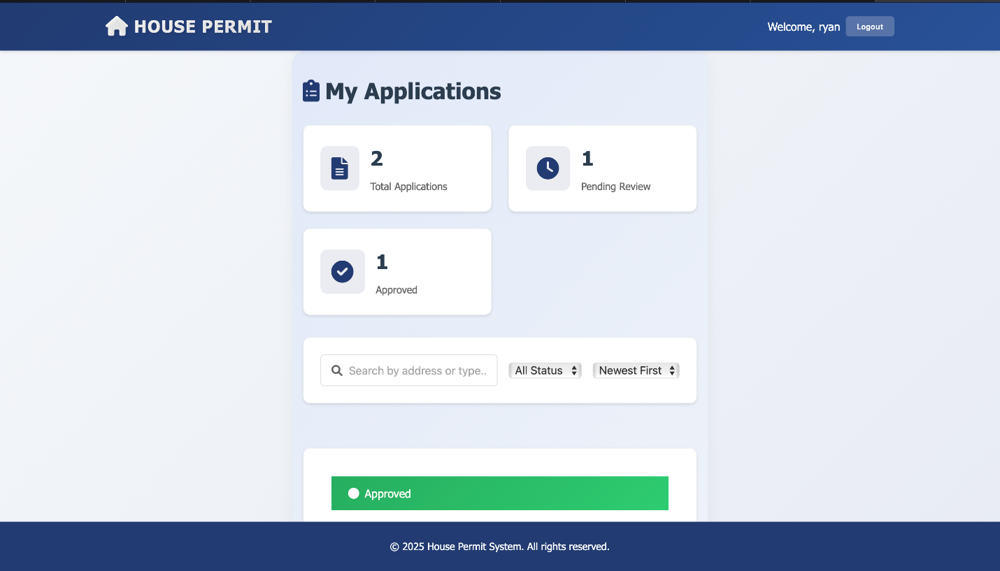 HOUSE PERMIT
Welcome, ryan
Logout
My Applications
2
Total Applications
1
Pending Review
1
Approved
Search by address or type..
All Status
Newest First
Approved
© 2025 House Permit System. All rights reserved.